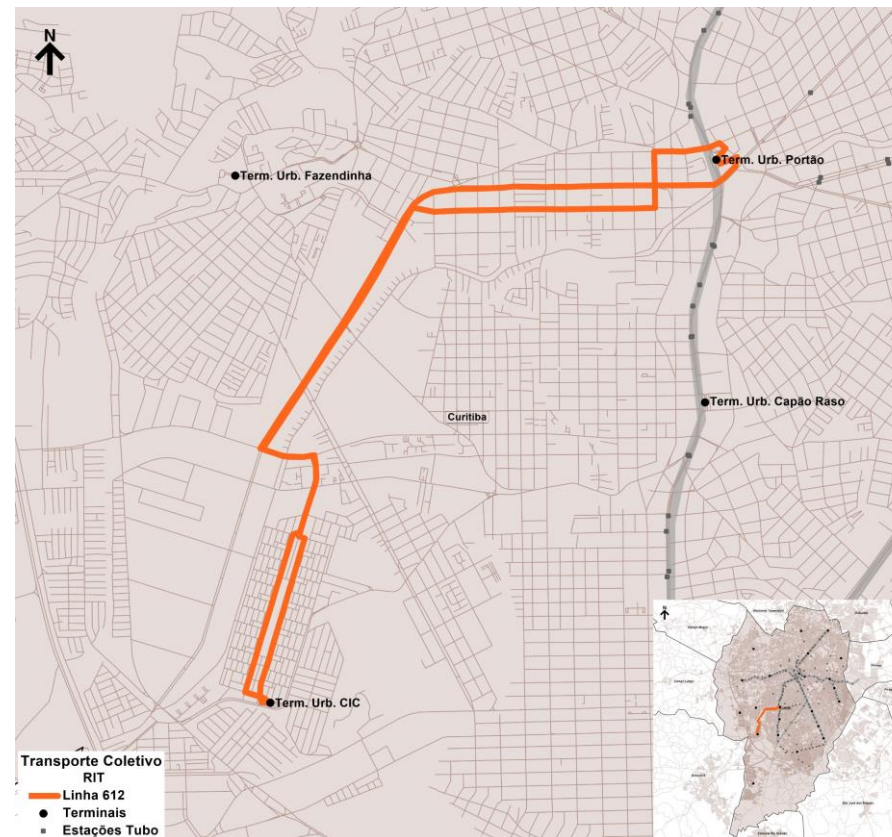 N
Term. Urb. Portão
Term. Urb. Fazendinha
Term. Urb. Capão Raso
Curitiba
Term. Urb. CIC
Transporte Coletivo
RIT
Linha 612
Terminais
Estações Tubo
N